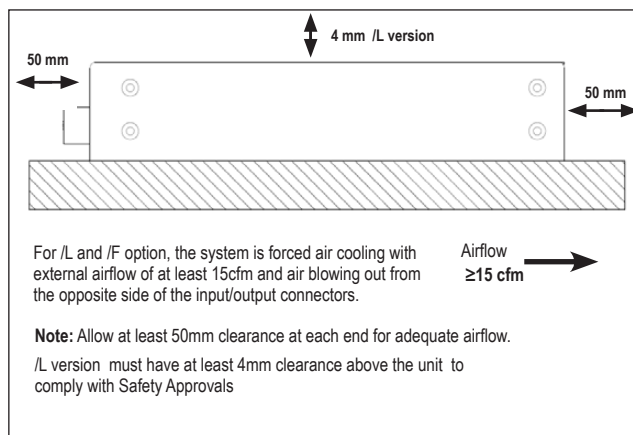 4 mm /L version
50 mm
50 mm
For /L and /F option, the system is forced air cooling with
external airflow of at least 15cfm and air blowing out from
the opposite side of the input/output connectors.
Airflow
≥15 cfm
Note: Allow at least 50mm clearance at each end for adequate airflow.
/L version must have at least 4mm clearance above the unit to
comply with Safety Approvals